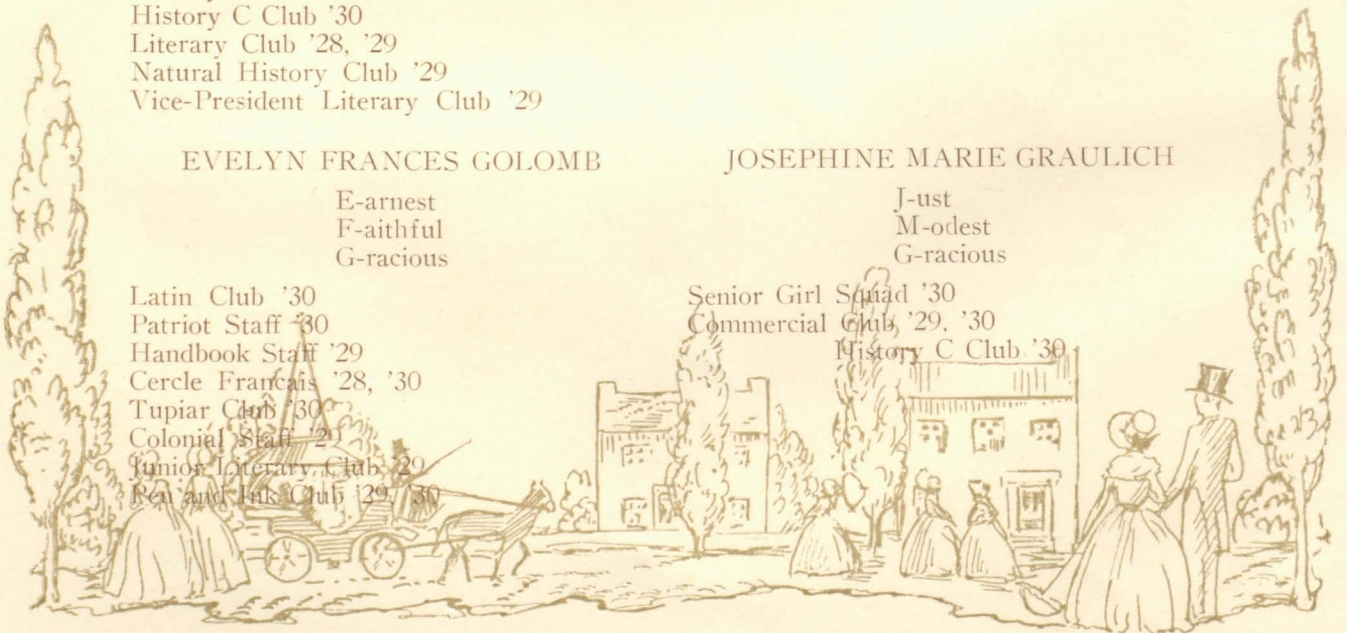 History C Club '30
Literary Club '28, '29
Natural History Club '29
Vice-President Literary Club '29
EVELYN FRANCES GOLOMB
E-arnest
F-aithful
G-racious
Latin Club '30
Patriot Staff '30
Handbook Staff '29
Cercle Francais '28, '30
Tupiar Club '30
Colonial Staff '29
Junior Literary Club '29
Pen and Ink Club '29, '30
JOSEPHINE MARIE GRAULICH
J-ust
M-odest
G-racious
Senior Girl Squad '30
Commercial Club '29, '30
History C Club '30